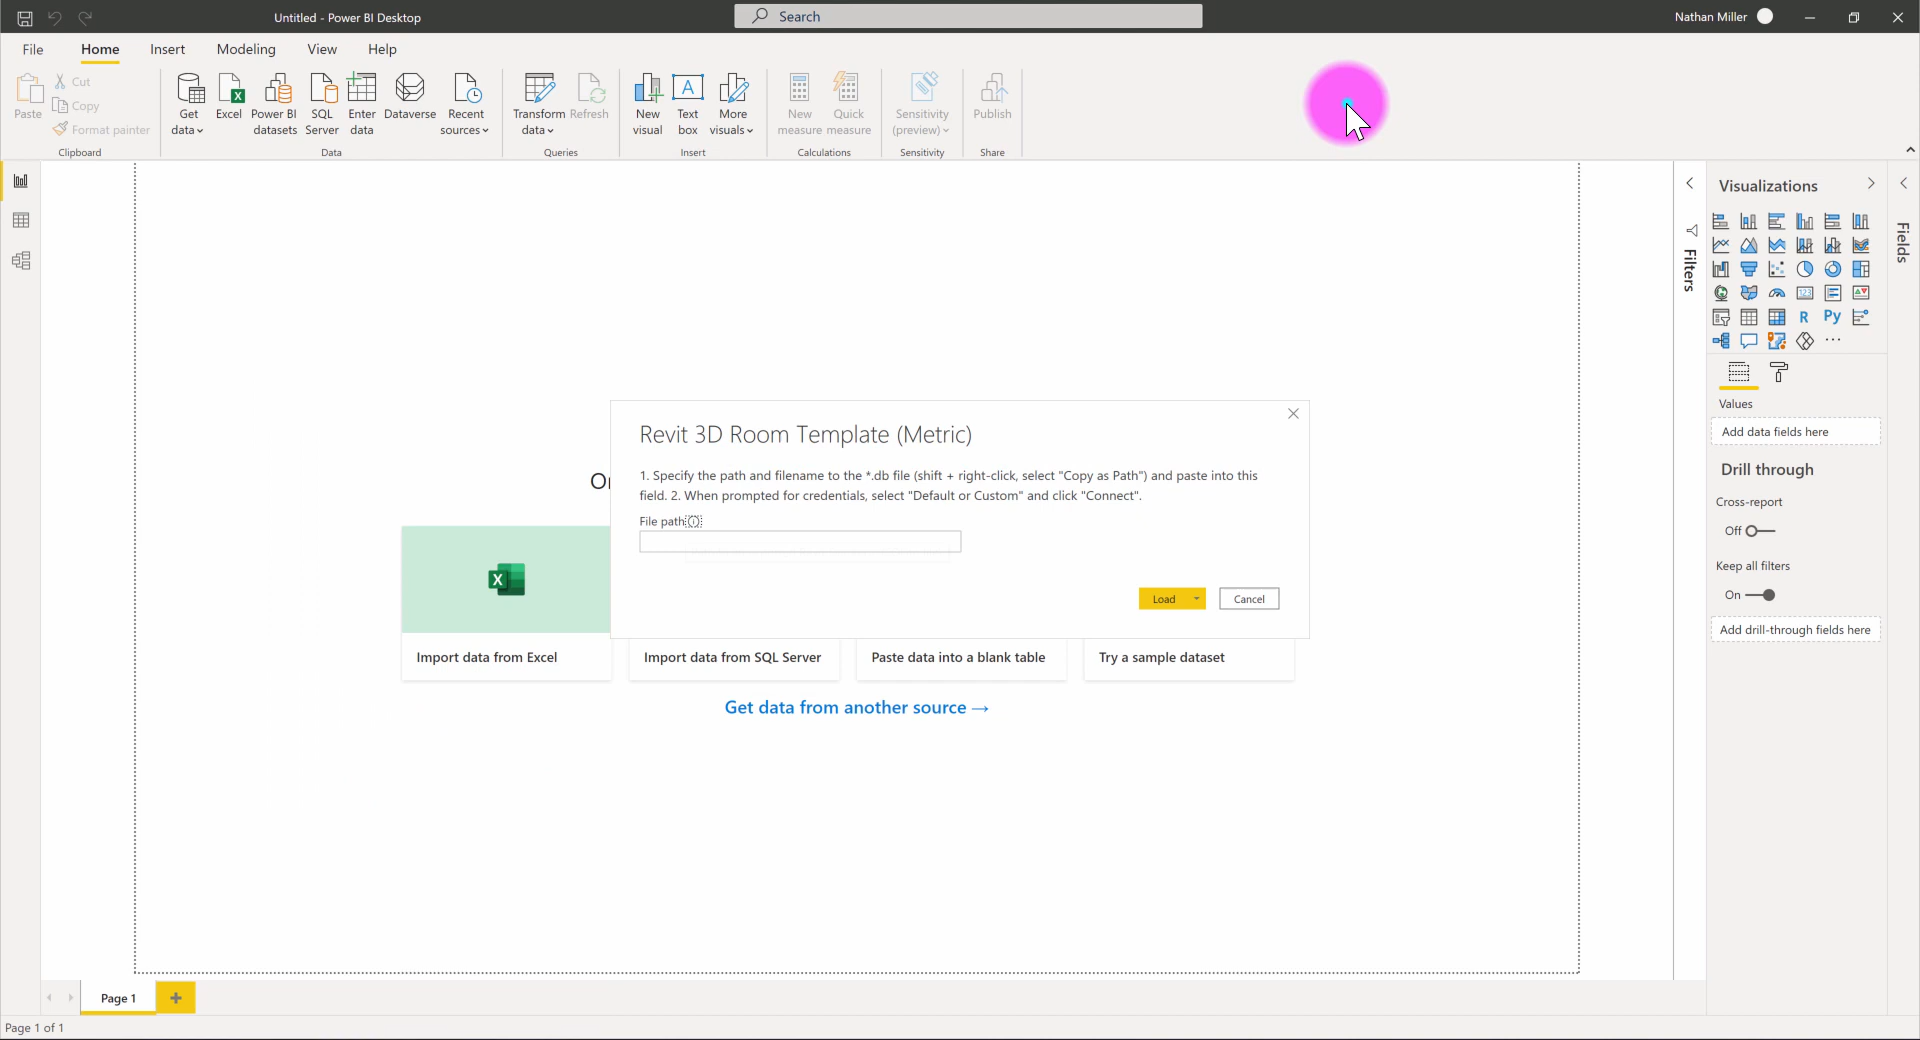 Untitled - Power BI Desktop
Search
Nathan Miller
File
Home
Insert
Modeling
View
Help
Paste
Cut
Copy
Format painter
Clipboard
Get data
Excel
Power BI datasets
SQL Server
Enter data
Dataverse
Recent sources
Data
Transform data
Refresh
Queries
New visual
Text box
More visuals
Insert
New measure
Quick measure
Calculations
Sensitivity (preview)
Sensitivity
Publish
Share
Revit 3D Room Template (Metric)
1. Specify the path and filename to the *.db file (shift + right-click, select "Copy as Path") and paste into this
field. 2. When prompted for credentials, select "Default or Custom" and click "Connect".
File path
Load
Cancel
Import data from Excel
Import data from SQL Server
Paste data into a blank table
Try a sample dataset
Get data from another source →
Filters
Visualizations
R
Py
123
Values
Add data fields here
Drill through
Cross-report
Off
Keep all filters
On
Add drill-through fields here
Fields
Page 1
Page 1 of 1